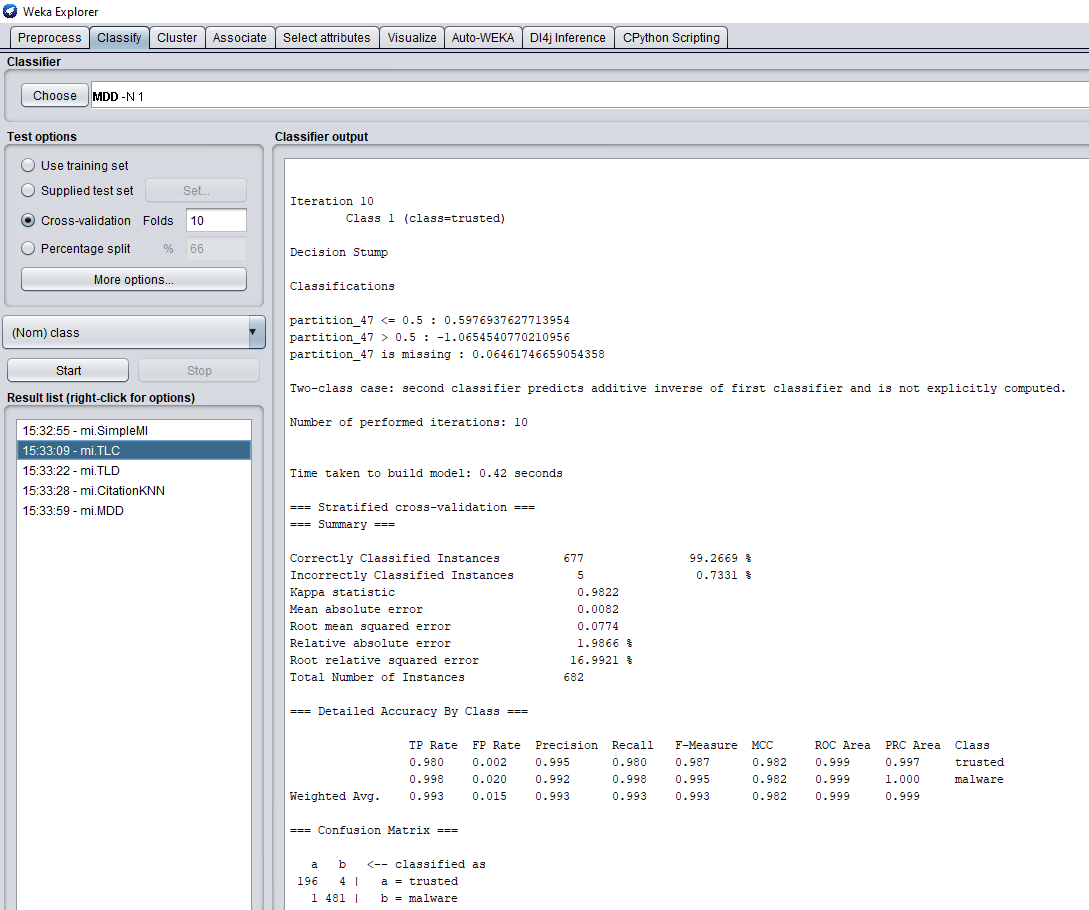 Weka Explorer
Preprocess Classify Cluster Associate Select attributes Visualize Auto-WEKA Dl4j Inference CPython Scripting
Classifier
Choose MDD -N 1
Test options
Use training set
Supplied test set Set...
Cross-validation Folds 10
Percentage split % 66
More options...
(Nom) class
Start Stop
Result list (right-click for options)
15:32:55 - mi.SimpleMI
15:33:09 - mi.TLC
15:33:22 - mi.TLD
15:33:28 - mi.CitationKNN
15:33:59 - mi.MDD
Classifier output
Iteration 10
Class 1 (class=trusted)
Decision Stump
Classifications
partition_47 <= 0.5 : 0.5976937627713954
partition_47 > 0.5 : -1.0654540770210956
partition_47 is missing : 0.06461746659054358
Two-class case: second classifier predicts additive inverse of first classifier and is not explicitly computed.
Number of performed iterations: 10
Time taken to build model: 0.42 seconds
=== Stratified cross-validation ===
=== Summary ===
Correctly Classified Instances 677 99.2669 %
Incorrectly Classified Instances 5 0.7331 %
Kappa statistic 0.9822
Mean absolute error 0.0082
Root mean squared error 0.0774
Relative absolute error 1.9866 %
Root relative squared error 16.9921 %
Total Number of Instances 682
=== Detailed Accuracy By Class ===
TP Rate FP Rate Precision Recall F-Measure MCC ROC Area PRC Area Class
0.980 0.002 0.995 0.980 0.987 0.982 0.999 0.997 trusted
0.998 0.020 0.992 0.998 0.995 0.982 0.999 1.000 malware
Weighted Avg. 0.993 0.015 0.993 0.993 0.993 0.982 0.999 0.999
=== Confusion Matrix ===
a b <-- classified as
196 4 | a = trusted
1 481 | b = malware